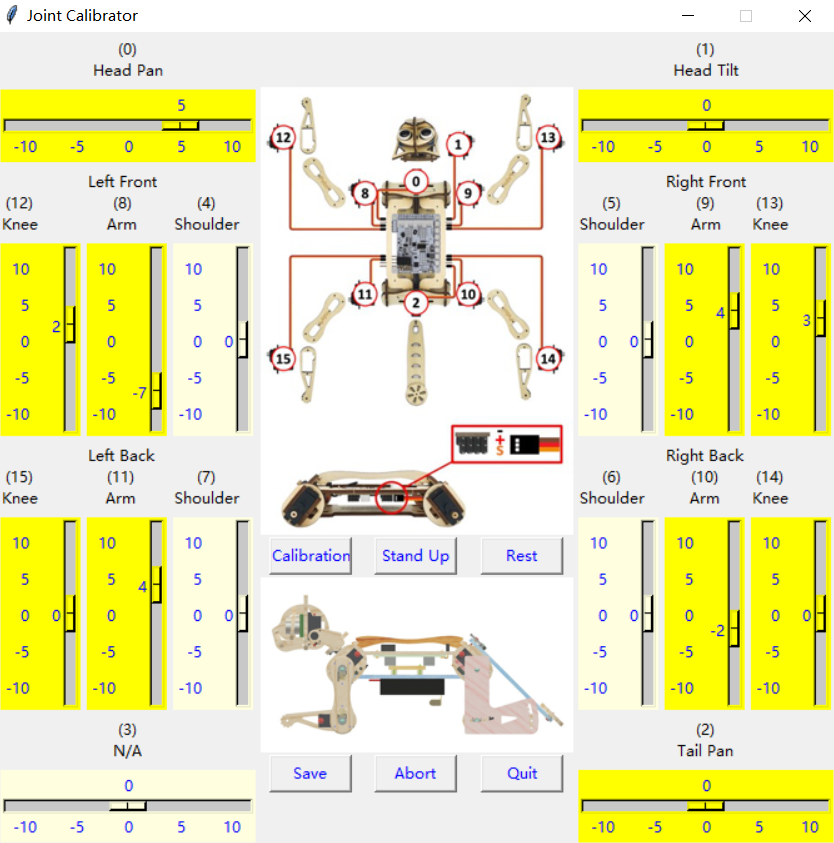 Joint Calibrator
(0)
Head Pan
5
-10 -5 0 5 10
(1)
Head Tilt
0
-10 -5 0 5 10
Left Front
(12) (8) (4)
Knee Arm Shoulder
10 10 10
5 5 5
0 2 0 0 0
-5 -5 -7 -5
-10 -10 -10
Right Front
(5) (9) (13)
Shoulder Arm Knee
10 10 10
5 5 4 5
0 0 0 0 3
-5 -5 -5
-10 -10 -10
12 1 13
8 0 9
11 2 10
15 14
+
-
S
Left Back
(15) (11) (7)
Knee Arm Shoulder
10 10 10
5 5 4 5
0 0 0 0 0
-5 -5 -5
-10 -10 -10
Right Back
(6) (10) (14)
Shoulder Arm Knee
10 10 10
5 5 5
0 0 0 -2 0 0
-5 -5 -5
-10 -10 -10
Calibration Stand Up Rest
(3)
N/A
0
-10 -5 0 5 10
Save Abort Quit
(2)
Tail Pan
0
-10 -5 0 5 10